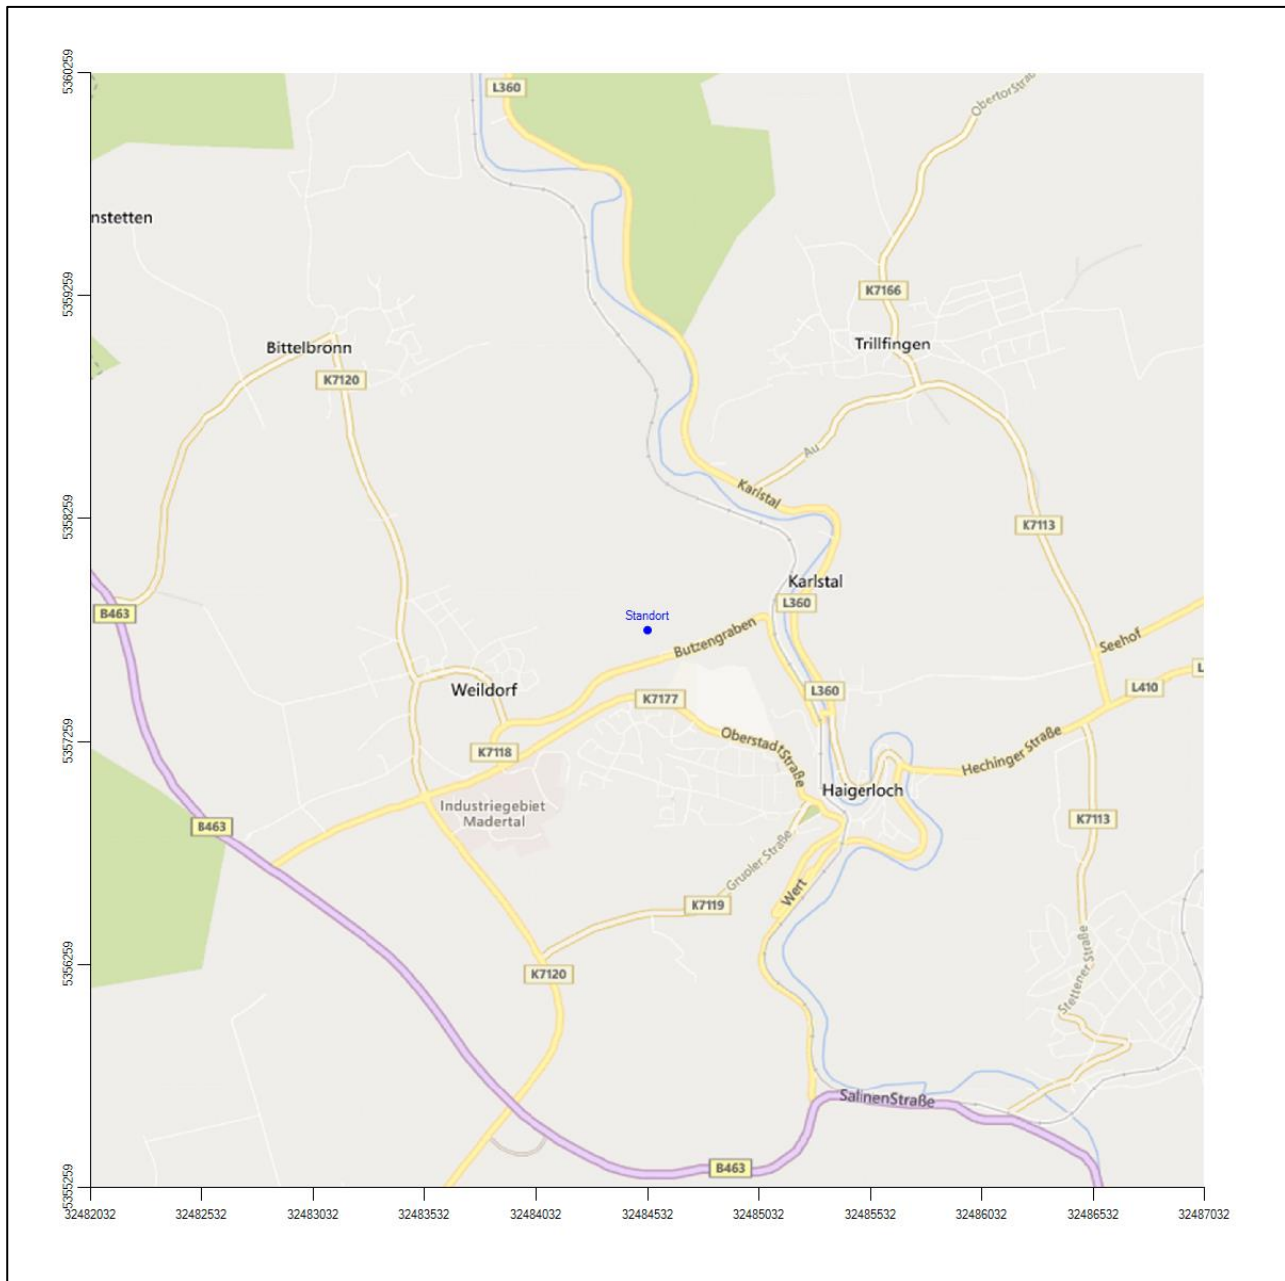 5360259
L360
ObertorStraß
nstetten
5359259
K7166
Bittelbronn
Trillfingen
K7120
Au
Karlstal
5358259
K7113
Karlstal
L360
B463
Standort
Butzengraben
Seehof
L
Weildorf
L360
L410
K7177
5357259
K7118
OberstadtStraße
Hechinger Straße
Haigerloch
Industriegebiet
Madertal
K7113
B463
Gruoler Straße
Wert
K7119
5356259
K7120
Stettener Straße
SalinenStraße
B463
5355259
32482032 32482532 32483032 32483532 32484032 32484532 32485032 32485532 32486032 32486532 32487032